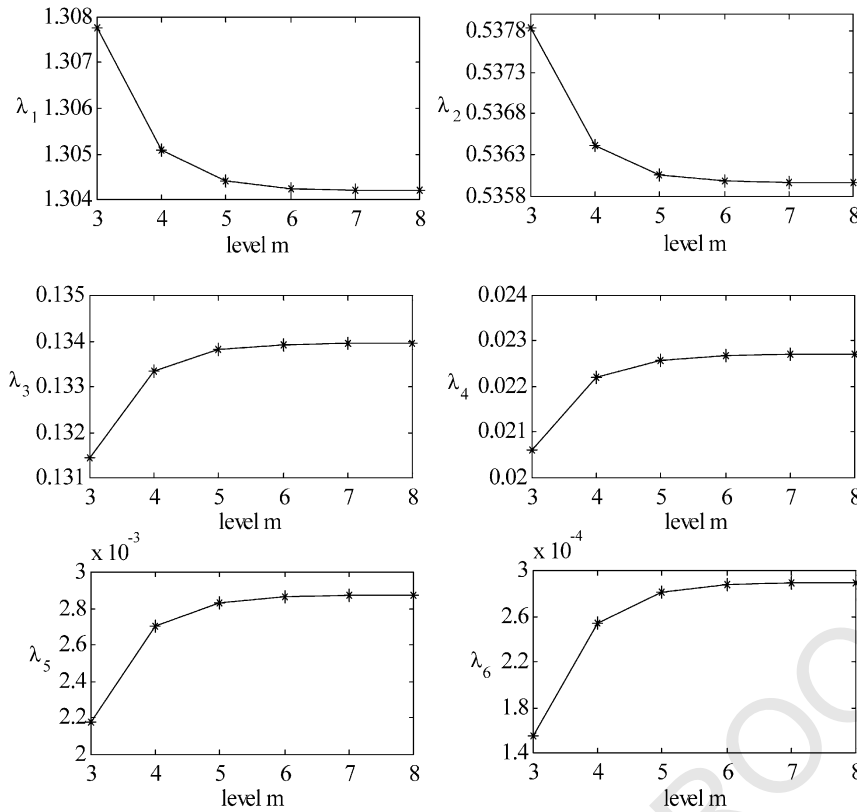 1.308
1.307
1.306
1.305
1.304
λ1
3 4 5 6 7 8
level m
0.5378
0.5373
0.5368
0.5363
0.5358
λ2
3 4 5 6 7 8
level m
0.135
0.134
0.133
0.132
0.131
λ3
3 4 5 6 7 8
level m
0.024
0.023
0.022
0.021
0.02
λ4
3 4 5 6 7 8
level m
x 10-3
3
2.8
2.6
2.4
2.2
2
λ5
3 4 5 6 7 8
level m
x 10-4
3
2.6
2.2
1.8
1.4
λ6
3 4 5 6 7 8
level m
ROO